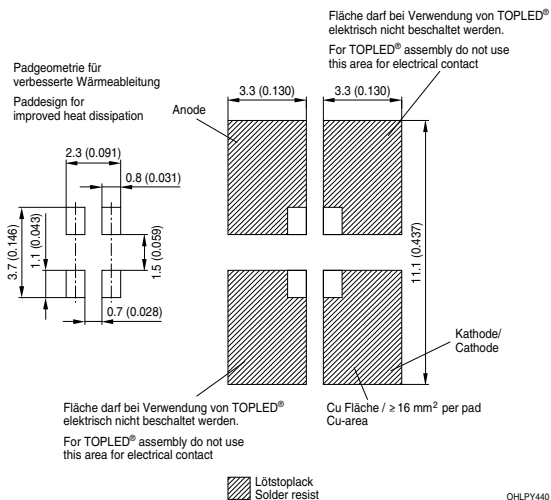 Fläche darf bei Verwendung von TOPLED®
elektrisch nicht beschaltet werden.
For TOPLED® assembly do not use
this area for electrical contact
Padgeometrie für
verbesserte Wärmeableitung
Paddesign for
improved heat dissipation
Anode
3.3 (0.130)
3.3 (0.130)
2.3 (0.091)
0.8 (0.031)
3.7 (0.146)
1.1 (0.043)
1.5 (0.059)
11.1 (0.437)
0.7 (0.028)
Kathode/
Cathode
Fläche darf bei Verwendung von TOPLED®
elektrisch nicht beschaltet werden.
For TOPLED® assembly do not use
this area for electrical contact
Cu Fläche / ≥ 16 mm² per pad
Cu-area
Lötstoplack
Solder resist
OHLPY440